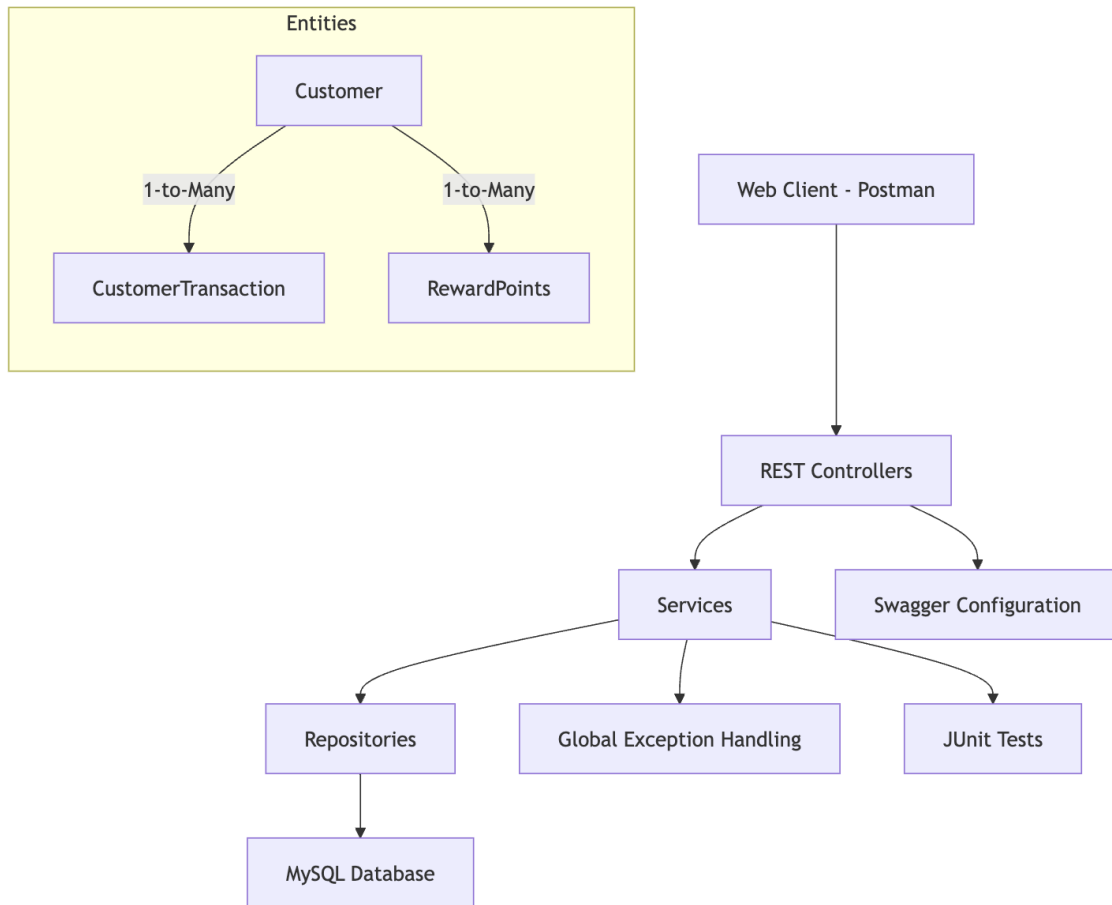 Entities
Customer
1-to-Many
1-to-Many
CustomerTransaction
RewardPoints
Web Client - Postman
REST Controllers
Services
Swagger Configuration
Repositories
Global Exception Handling
JUnit Tests
MySQL Database